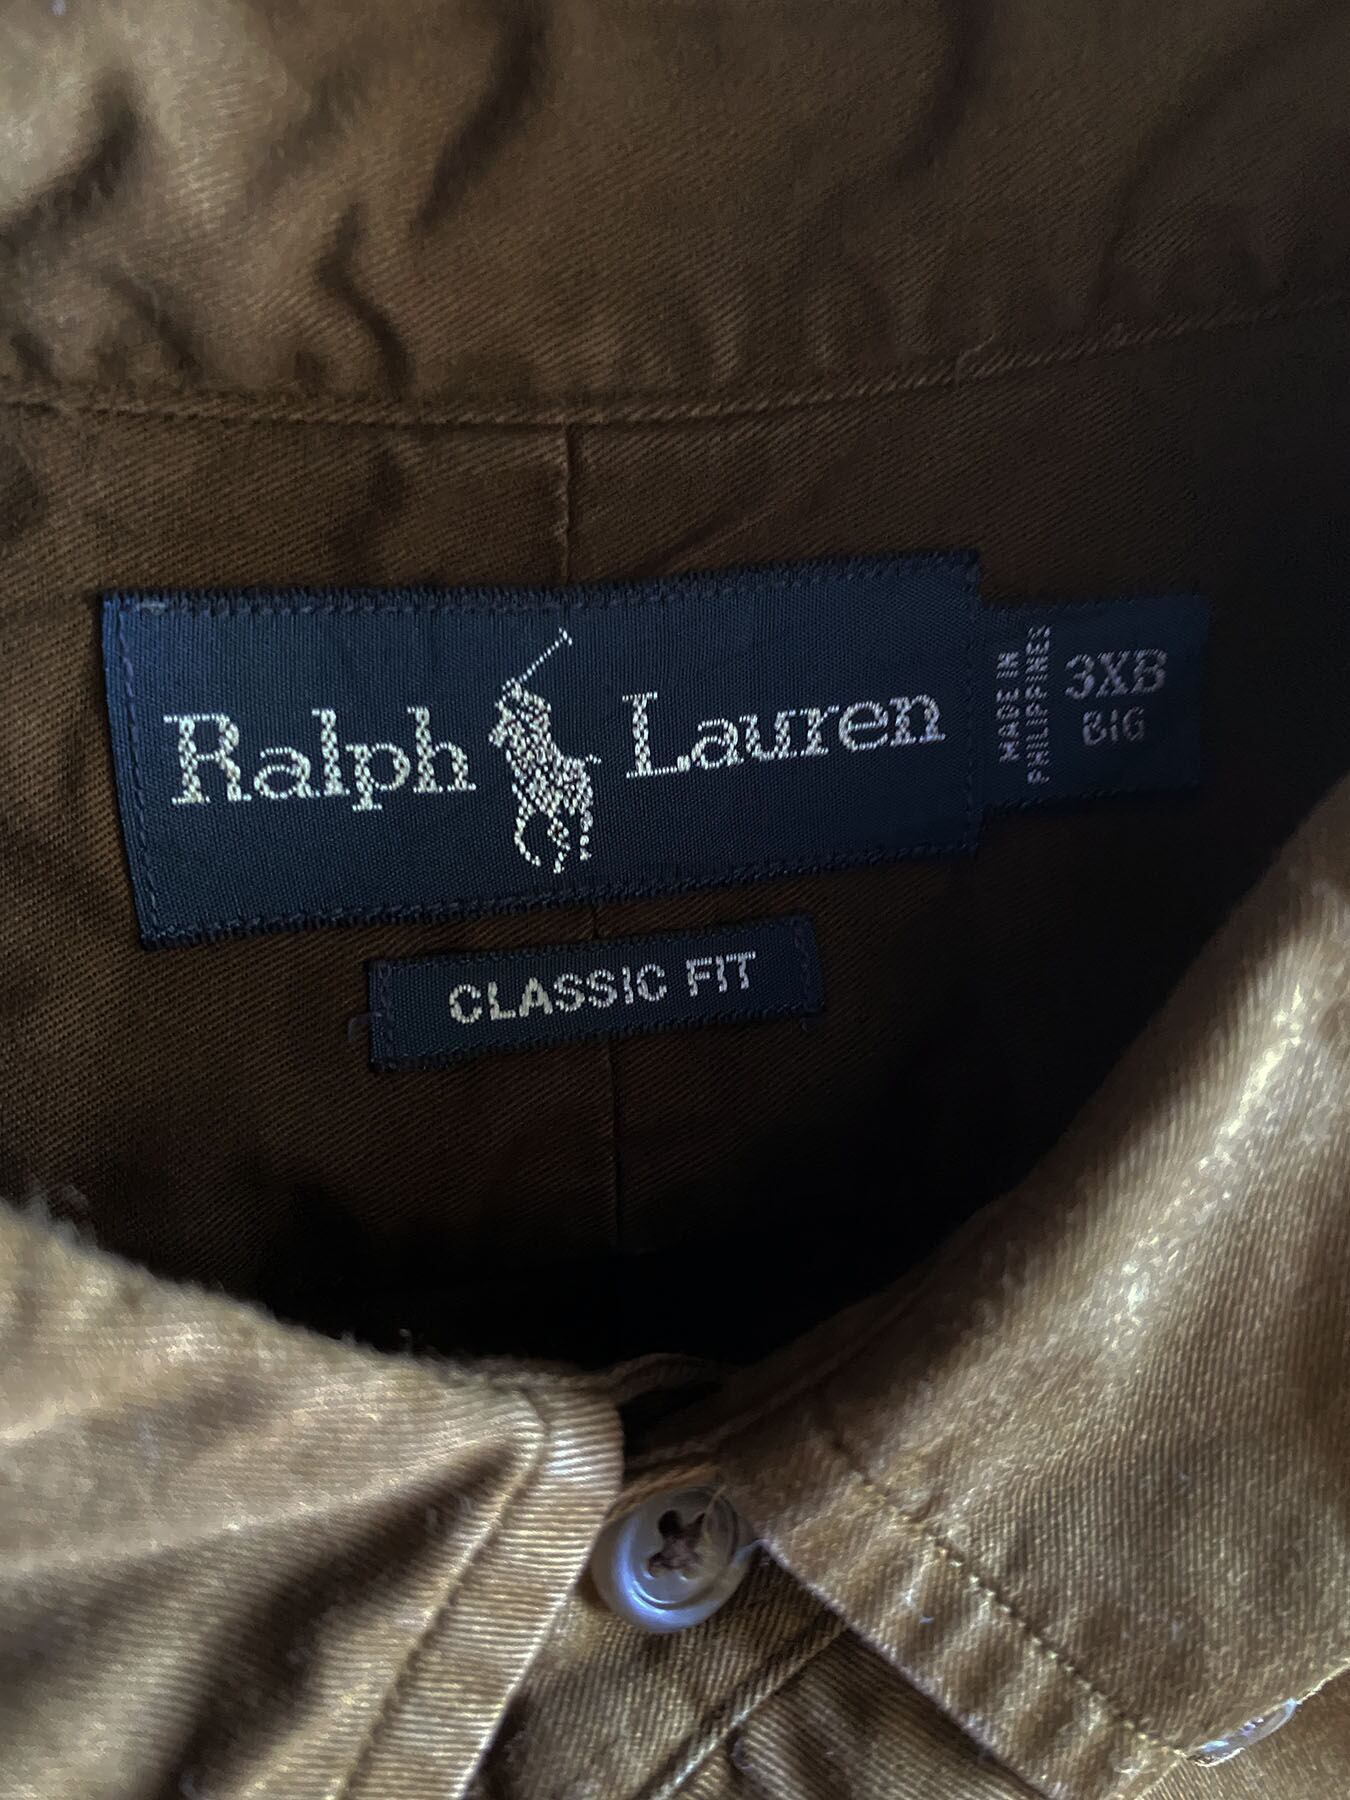 Ralph Lauren
MADE IN
PHILIPPINES
3XB
BIG
CLASSIC FIT